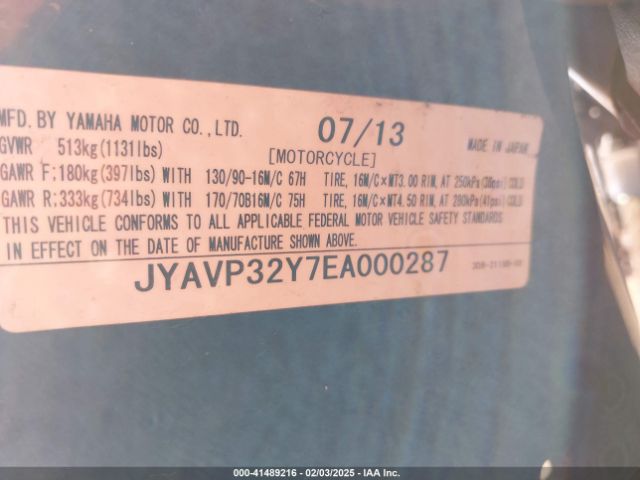 MFD. BY YAMAHA MOTOR CO., LTD. 07/13 MADE IN JAPAN
GVWR 513kg(1131lbs) [MOTORCYCLE]
GAWR F:180kg(397lbs) WITH 130/90-16M/C 67H TIRE, 16M/C×MT3.00 RIM, AT 250kPa(36psi) COLD
GAWR R:333kg(734lbs) WITH 170/70B16M/C 75H TIRE, 16M/C×MT4.50 RIM, AT 280kPa(41psi) COLD
THIS VEHICLE CONFORMS TO ALL APPLICABLE FEDERAL MOTOR VEHICLE SAFETY STANDARDS
IN EFFECT ON THE DATE OF MANUFACTURE SHOWN ABOVE.
JYAVP32Y7EA000287
000-41489216 - 02/03/2025 - IAA Inc.